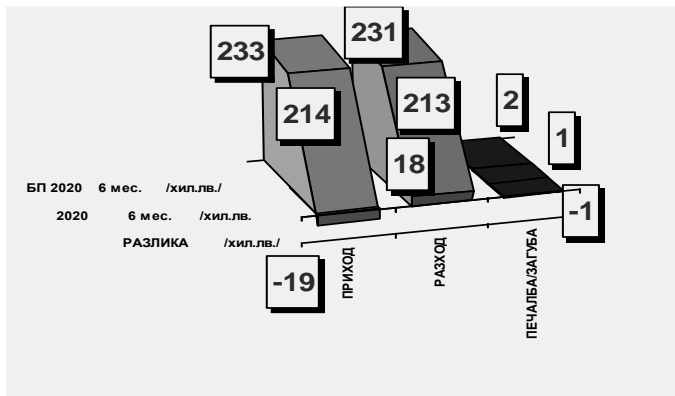 233
231
214
213
2
18
1
БП 2020 6 мес. /хил.лв./
2020 6 мес. /хил.лв.
РАЗЛИКА /хил.лв./
-19
-1
ПРИХОД
РАЗХОД
ПЕЧАЛБА/ЗАГУБА